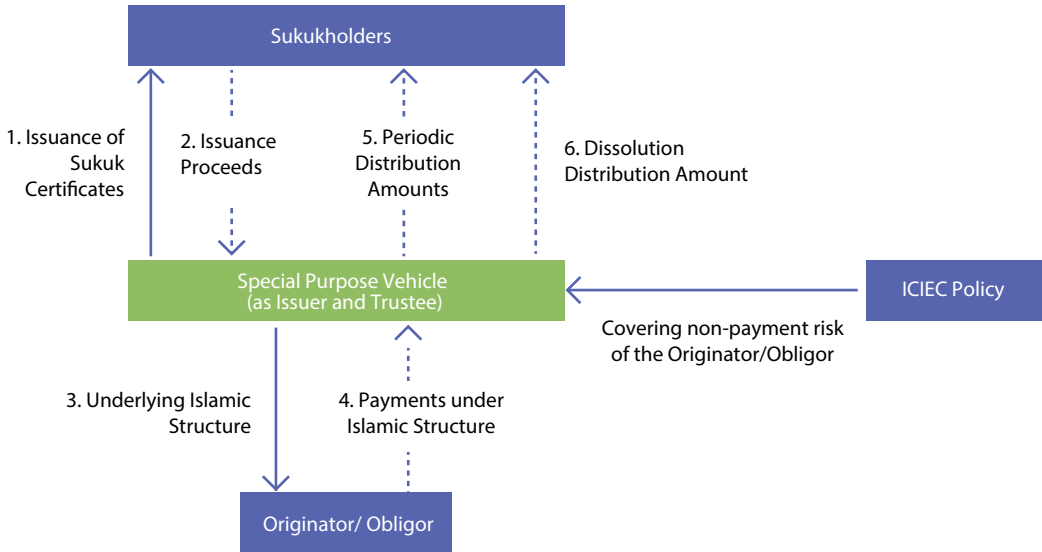 Sukukholders
1. Issuance of
Sukuk
Certificates
2. Issuance
Proceeds
5. Periodic
Distribution
Amounts
6. Dissolution
Distribution Amount
Special Purpose Vehicle
(as Issuer and Trustee)
ICIEC Policy
Covering non-payment risk
of the Originator/Obligor
3. Underlying Islamic
Structure
4. Payments under
Islamic Structure
Originator/ Obligor